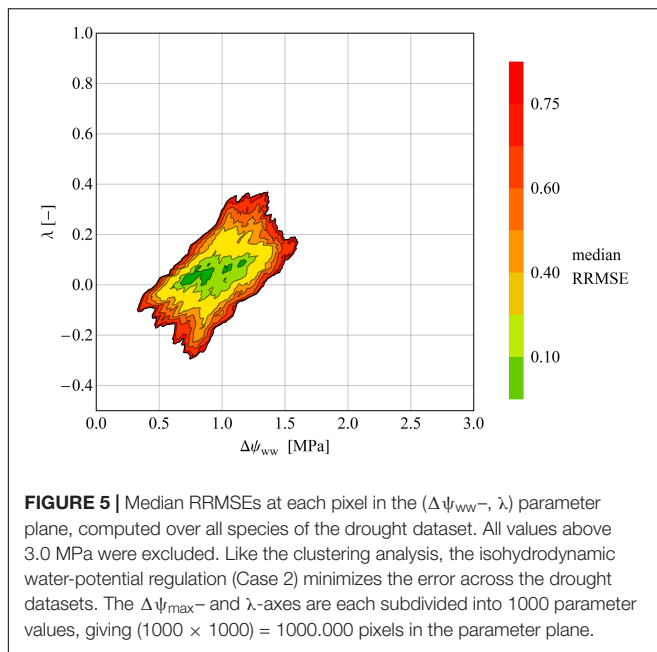 1.0
0.8
0.6
0.4
0.2
0.0
−0.2
−0.4
λ [-]
0.0 0.5 1.0 1.5 2.0 2.5 3.0
Δψww [MPa]
0.75
0.60
0.40
0.10
median
RRMSE
FIGURE 5 | Median RRMSEs at each pixel in the (Δψww−, λ) parameter
plane, computed over all species of the drought dataset. All values above
3.0 MPa were excluded. Like the clustering analysis, the isohydrodynamic
water-potential regulation (Case 2) minimizes the error across the drought
datasets. The Δψmax− and λ-axes are each subdivided into 1000 parameter
values, giving (1000 × 1000) = 1000.000 pixels in the parameter plane.